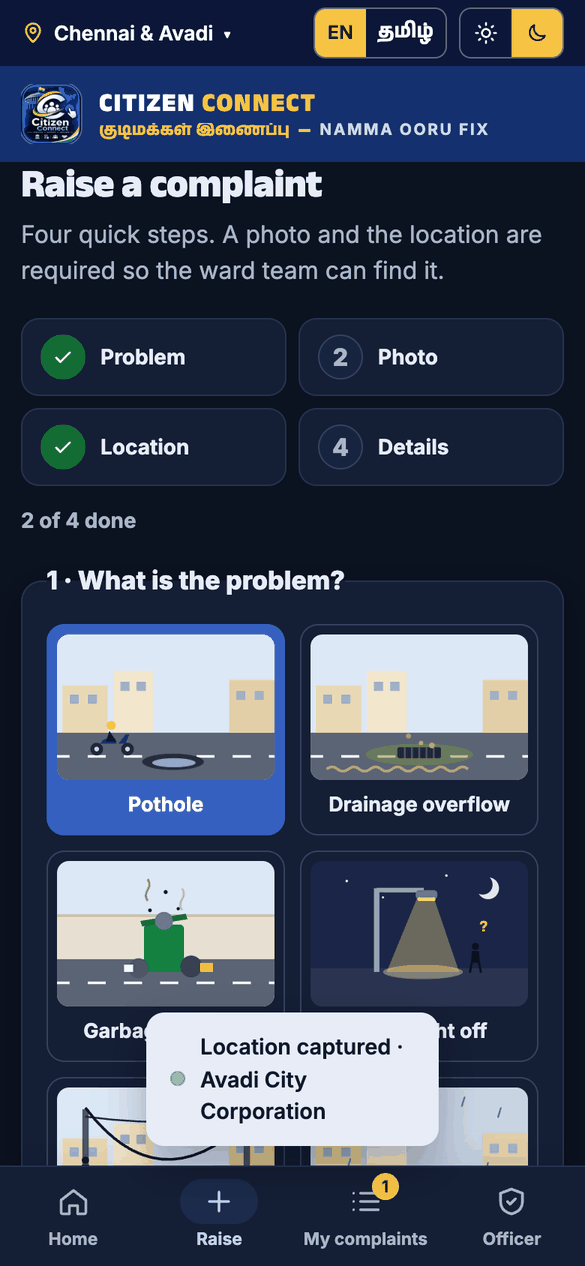 Chennai & Avadi ▾
EN
தமிழ்
Citizen
Connect
CITIZEN CONNECT
குடிமக்கள் இணைப்பு — NAMMA OORU FIX
Raise a complaint
Four quick steps. A photo and the location are
required so the ward team can find it.
Problem
2 Photo
Location
4 Details
2 of 4 done
1 · What is the problem?
Pothole
Drainage overflow
?
Location captured ·
Avadi City
Corporation
1
Home
Raise
My complaints
Officer